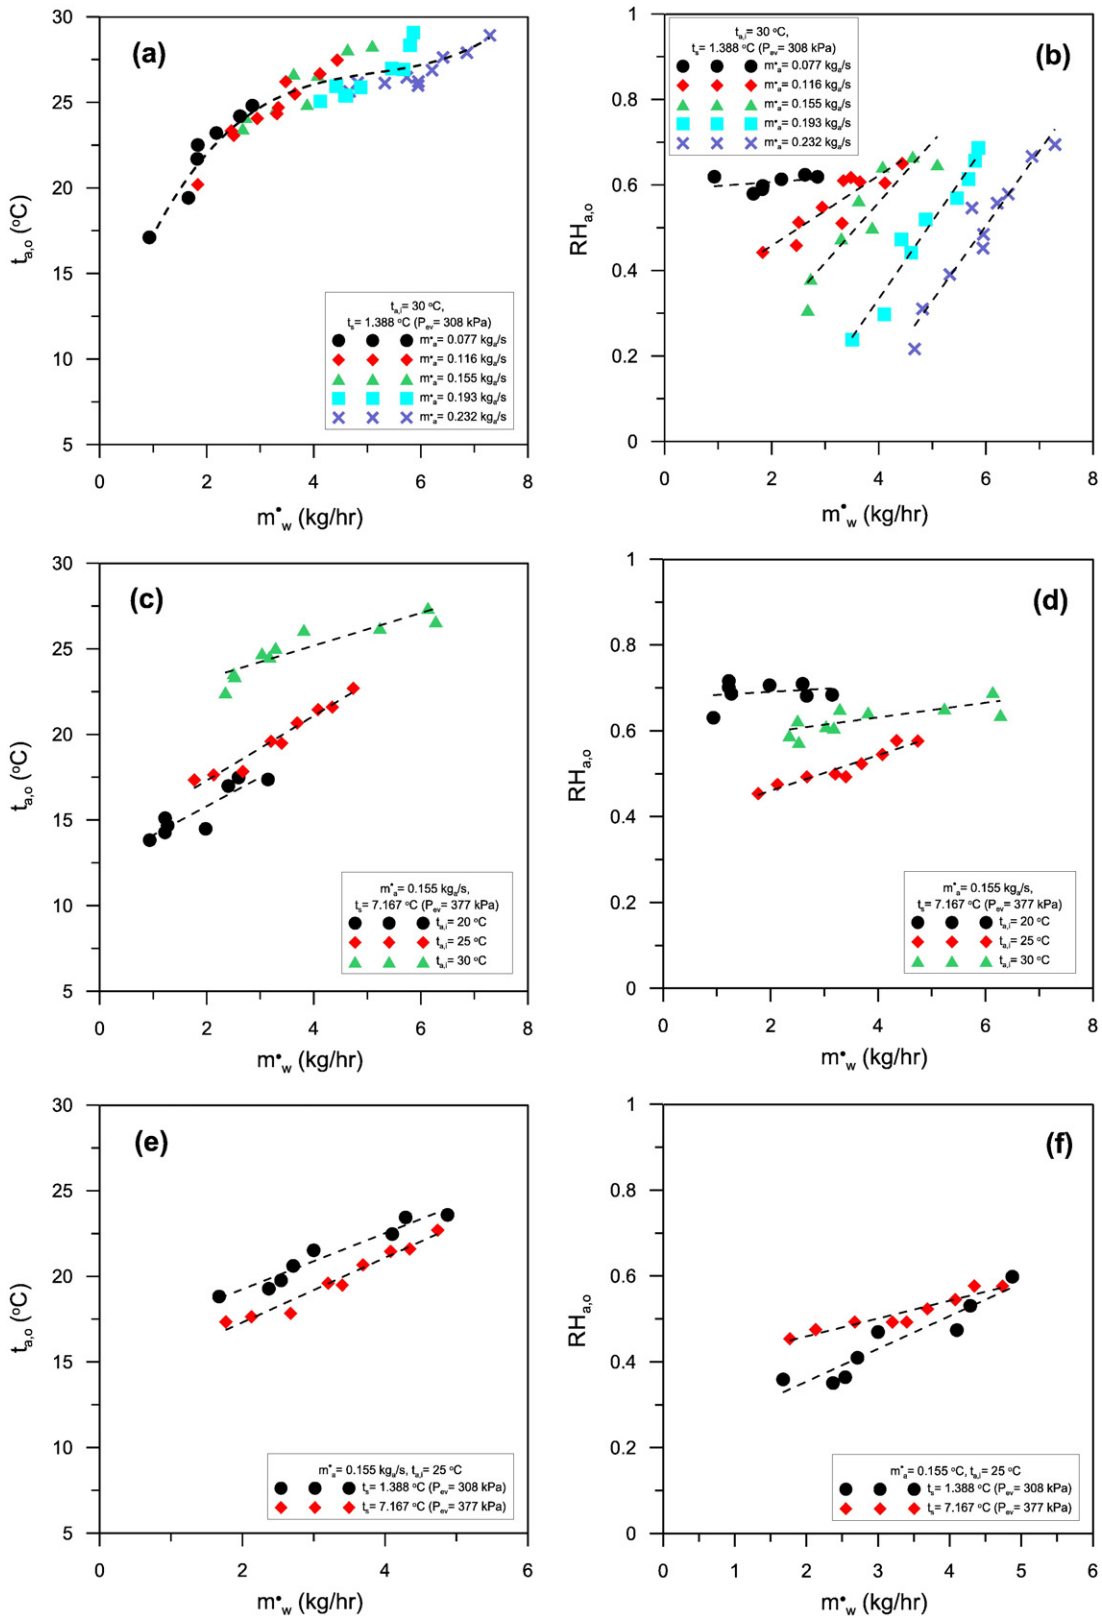 (a)
30
25
20
15
10
5
t_a,o (°C)
t_a,i= 30 °C,
t_s= 1.388 °C (P_ev= 308 kPa)
m•_a= 0.077 kg_a/s
m•_a= 0.116 kg_a/s
m•_a= 0.155 kg_a/s
m•_a= 0.193 kg_a/s
m•_a= 0.232 kg_a/s
0 2 4 6 8
m•_w (kg/hr)
(b)
1
0.8
0.6
0.4
0.2
0
RH_a,o
t_a,i= 30 °C,
t_s= 1.388 °C (P_ev= 308 kPa)
m•_a= 0.077 kg_a/s
m•_a= 0.116 kg_a/s
m•_a= 0.155 kg_a/s
m•_a= 0.193 kg_a/s
m•_a= 0.232 kg_a/s
0 2 4 6 8
m•_w (kg/hr)
(c)
30
25
20
15
10
5
t_a,o (°C)
m•_a= 0.155 kg_a/s,
t_s= 7.167 °C (P_ev= 377 kPa)
t_a,i= 20 °C
t_a,i= 25 °C
t_a,i= 30 °C
0 2 4 6 8
m•_w (kg/hr)
(d)
1
0.8
0.6
0.4
0.2
0
RH_a,o
m•_a= 0.155 kg_a/s,
t_s= 7.167 °C (P_ev= 377 kPa)
t_a,i= 20 °C
t_a,i= 25 °C
t_a,i= 30 °C
0 2 4 6 8
m•_w (kg/hr)
(e)
30
25
20
15
10
5
t_a,o (°C)
m•_a= 0.155 kg_a/s, t_a,i= 25 °C
t_s= 1.388 °C (P_ev= 308 kPa)
t_s= 7.167 °C (P_ev= 377 kPa)
0 2 4 6
m•_w (kg/hr)
(f)
1
0.8
0.6
0.4
0.2
0
RH_a,o
m•_a= 0.155 °C, t_a,i= 25 °C
t_s= 1.388 °C (P_ev= 308 kPa)
t_s= 7.167 °C (P_ev= 377 kPa)
0 1 2 3 4 5 6
m•_w (kg/hr)